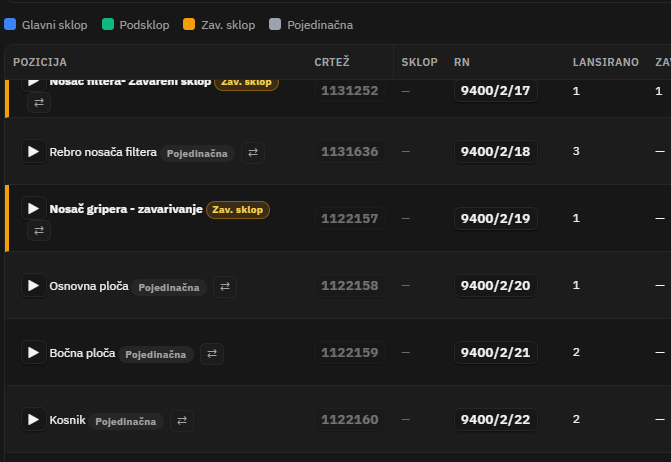 Glavni sklop Podsklop Zav. sklop Pojedinačna
POZICIJA CRTEŽ SKLOP RN LANSIRANO ZA
Nosač filtera- Zavareni sklop Zav. sklop 1131252 — 9400/2/17 1 1
Rebro nosača filtera Pojedinačna 1131636 — 9400/2/18 3 —
Nosač gripera - zavarivanje Zav. sklop 1122157 — 9400/2/19 1 —
Osnovna ploča Pojedinačna 1122158 — 9400/2/20 1 —
Bočna ploča Pojedinačna 1122159 — 9400/2/21 2 —
Kosnik Pojedinačna 1122160 — 9400/2/22 2 —